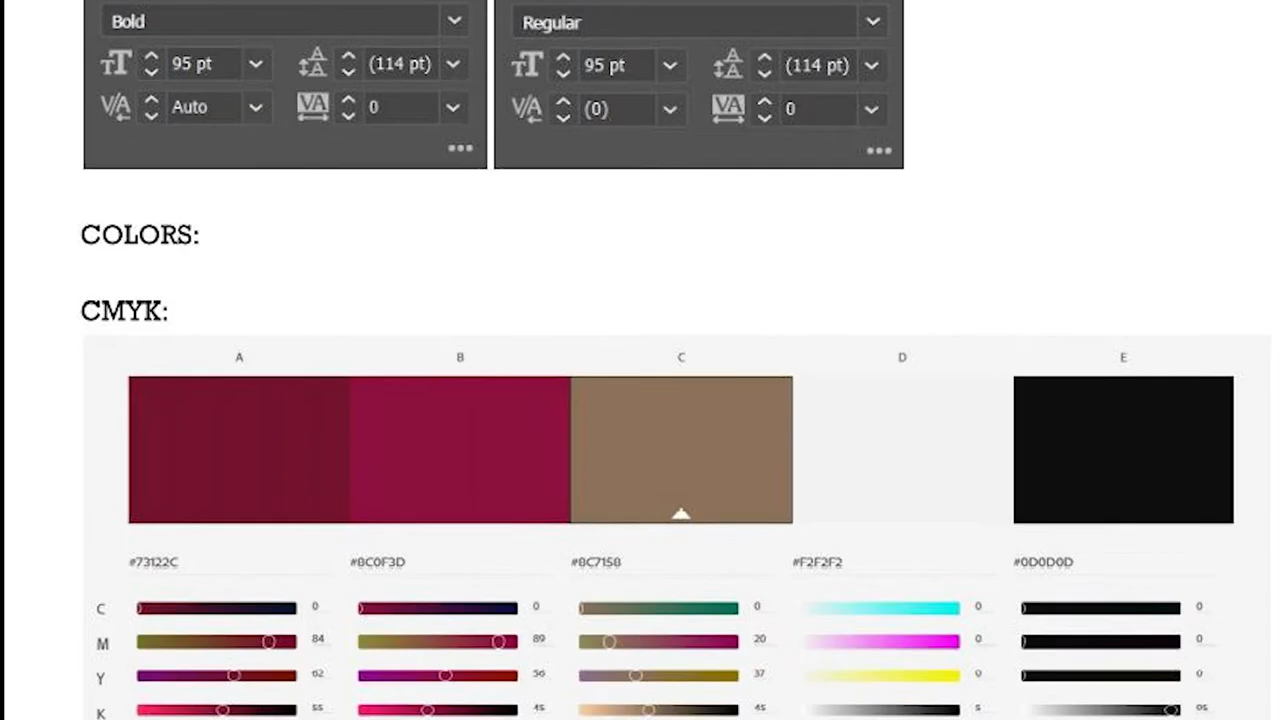 Bold Regular
95 pt (114 pt) 95 pt (114 pt)
Auto 0 (0) 0
COLORS:
CMYK:
A B C D E
#73122C #8C0F3D #8C7158 #F2F2F2 #0D0D0D
C 0 0 0 0 0
M 84 89 20 0 0
Y 62 56 37 0 0
K 55 45 45 5